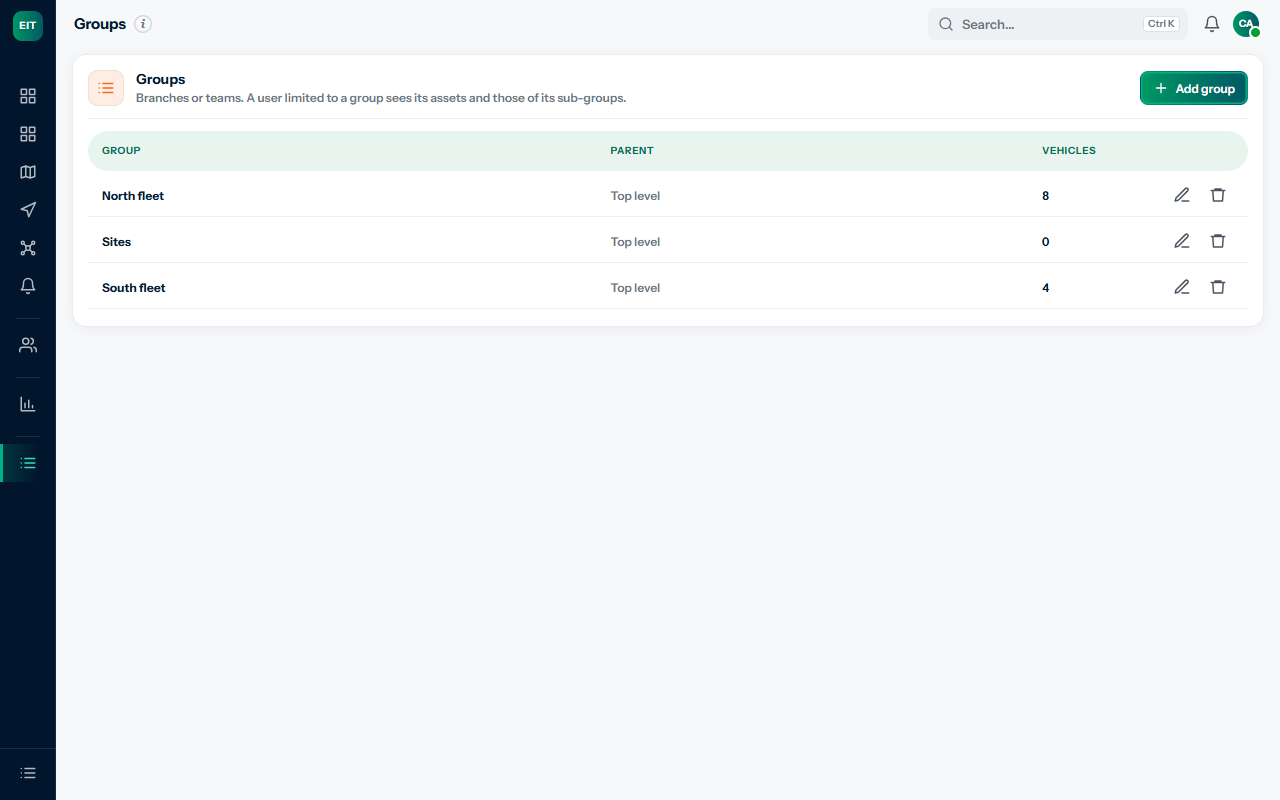 EIT
Groups i
Search...
Ctrl K
CA
Groups
Branches or teams. A user limited to a group sees its assets and those of its sub-groups.
Add group
GROUP PARENT VEHICLES
North fleet Top level 8
Sites Top level 0
South fleet Top level 4